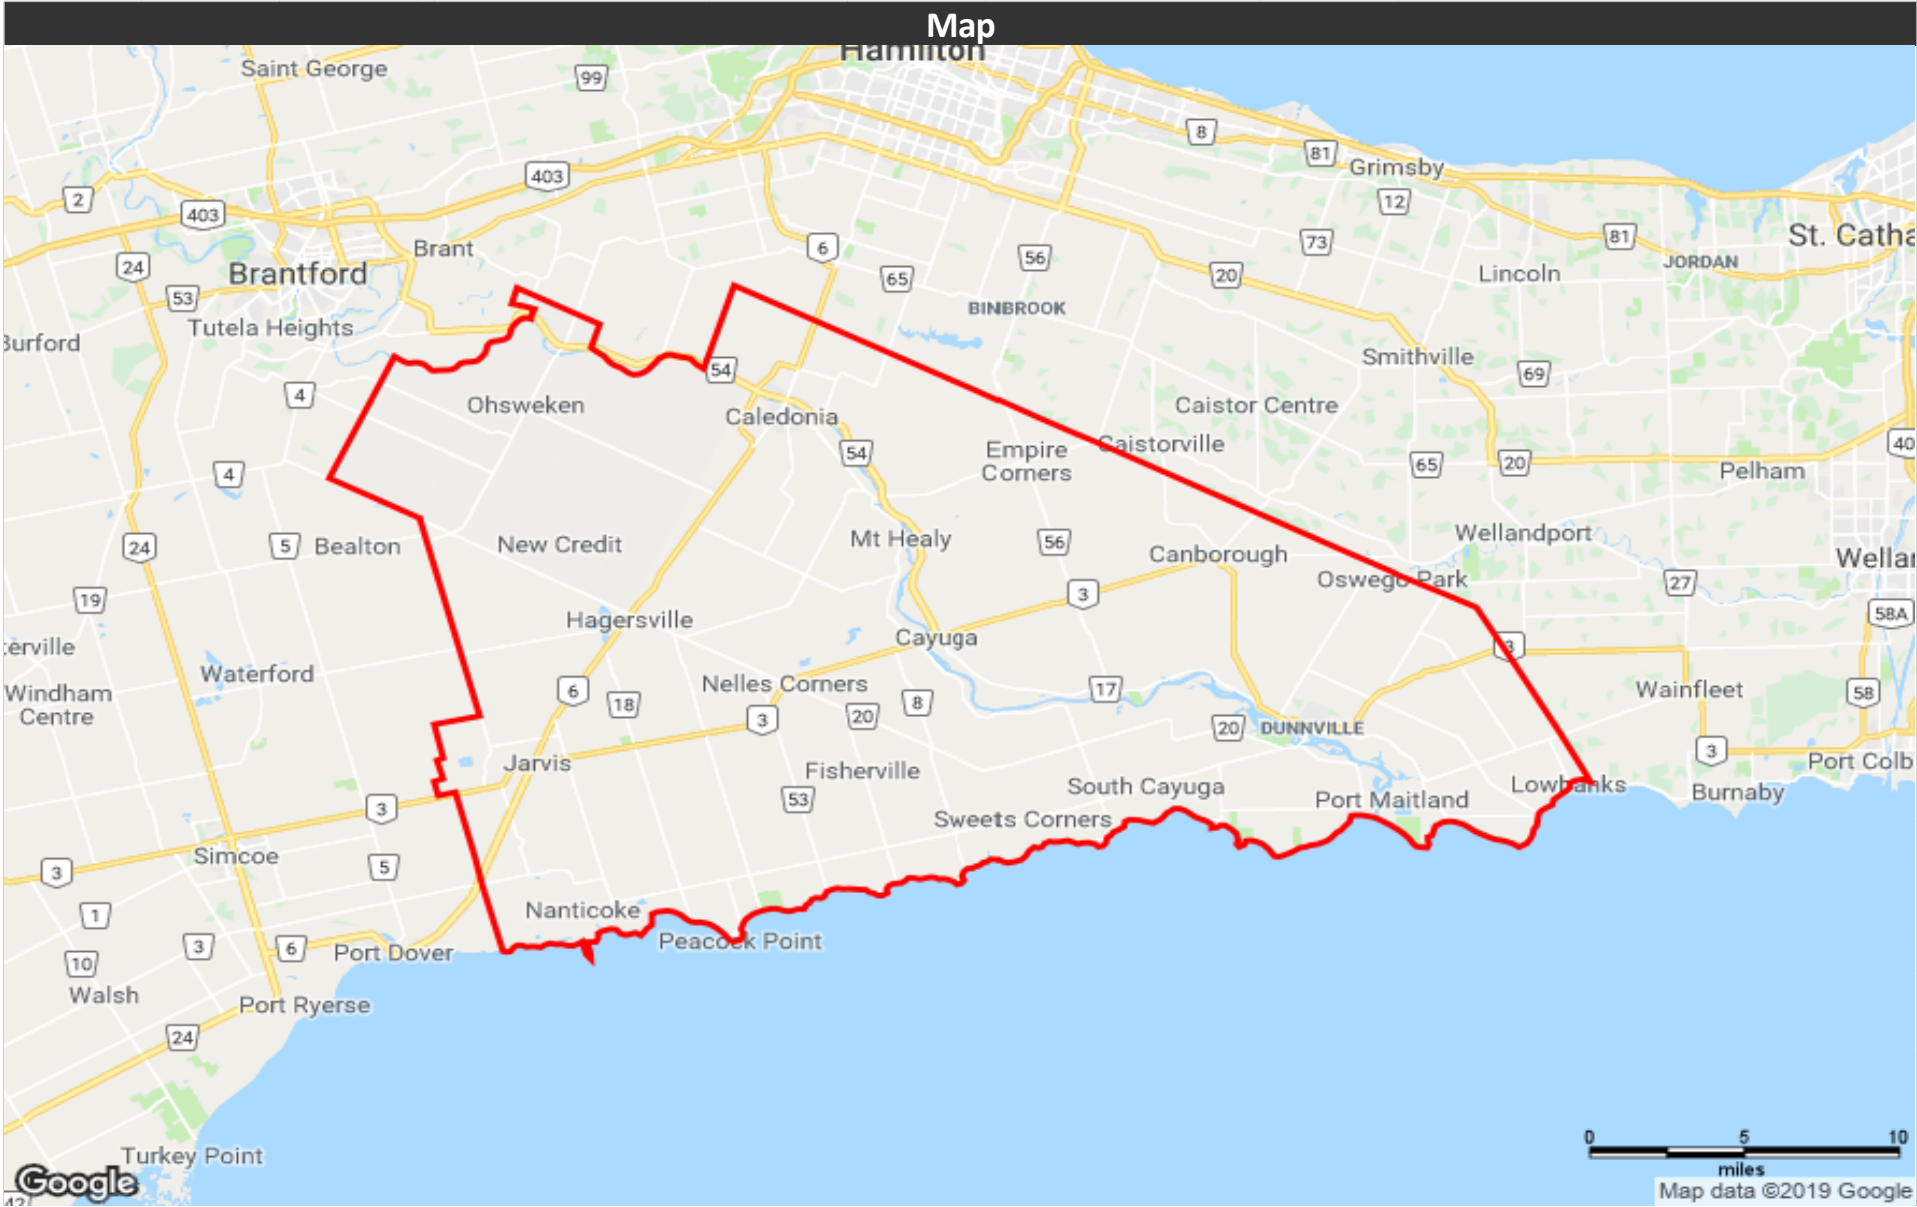 Map
Hamilton
Saint George
99
8
81
Grimsby
403
2
12
403
81
St. Catha
Brant
6
73
56
JORDAN
24
Brantford
65
20
Lincoln
53
BINBROOK
Tutela Heights
Burford
Smithville
54
69
4
Ohsweken
Caledonia
Caistor Centre
40
54
Empire
Corners
Caistorville
4
65
20
Pelham
24
5
Bealton
New Credit
Mt Healy
56
Canborough
Wellandport
Wellan
Oswego Park
27
19
3
58A
Hagersville
Cayuga
3
terville
Waterford
Windham
Centre
6
18
Nelles Corners
3
20
8
17
Wainfleet
58
20
DUNNVILLE
3
Jarvis
Fisherville
Port Colb
3
53
South Cayuga
Port Maitland
Lowbanks
Burnaby
Sweets Corners
Simcoe
3
5
1
Nanticoke
3
6
Port Dover
Peacock Point
10
Walsh
Port Ryerse
24
Turkey Point
0 5 10
miles
42
Google
Map data ©2019 Google